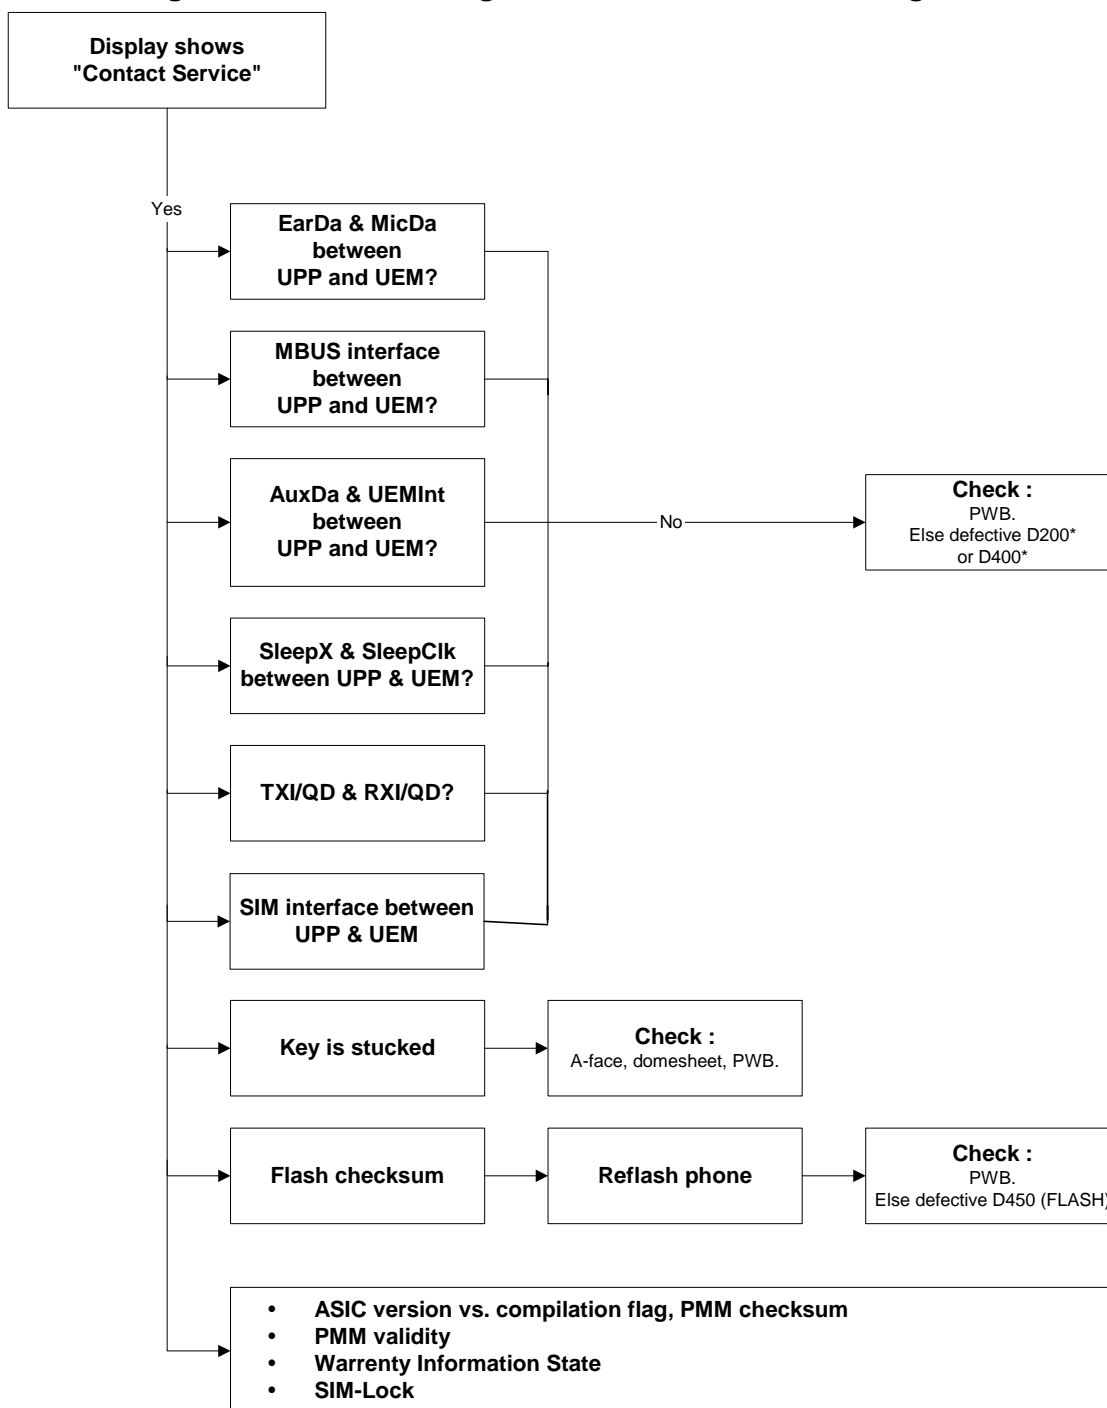 Display shows
"Contact Service"
Yes
EarDa & MicDa
between
UPP and UEM?
MBUS interface
between
UPP and UEM?
AuxDa & UEMInt
between
UPP and UEM?
No
Check :
PWB.
Else defective D200*
or D400*
SleepX & SleepClk
between UPP & UEM?
TXI/QD & RXI/QD?
SIM interface between
UPP & UEM
Key is stucked
Check :
A-face, domesheet, PWB.
Flash checksum
Reflash phone
Check :
PWB.
Else defective D450 (FLASH)
• ASIC version vs. compilation flag, PMM checksum
• PMM validity
• Warrenty Information State
• SIM-Lock